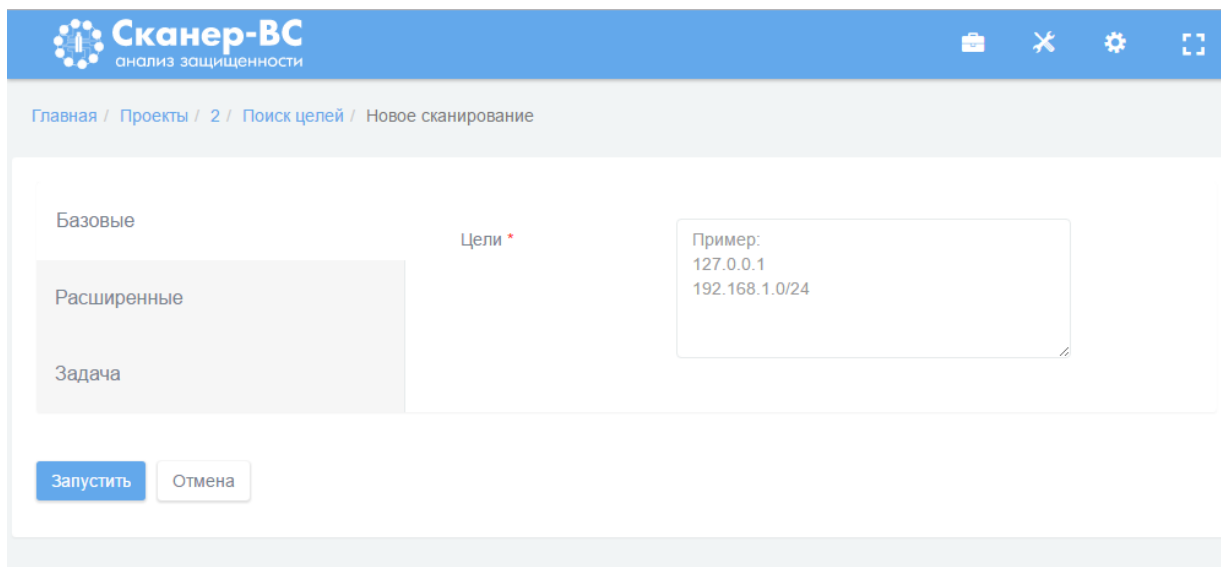 Сканер-ВС
анализ защищенности
Главная / Проекты / 2 / Поиск целей / Новое сканирование
Базовые
Цели *
Пример:
127.0.0.1
192.168.1.0/24
Расширенные
Задача
Запустить
Отмена